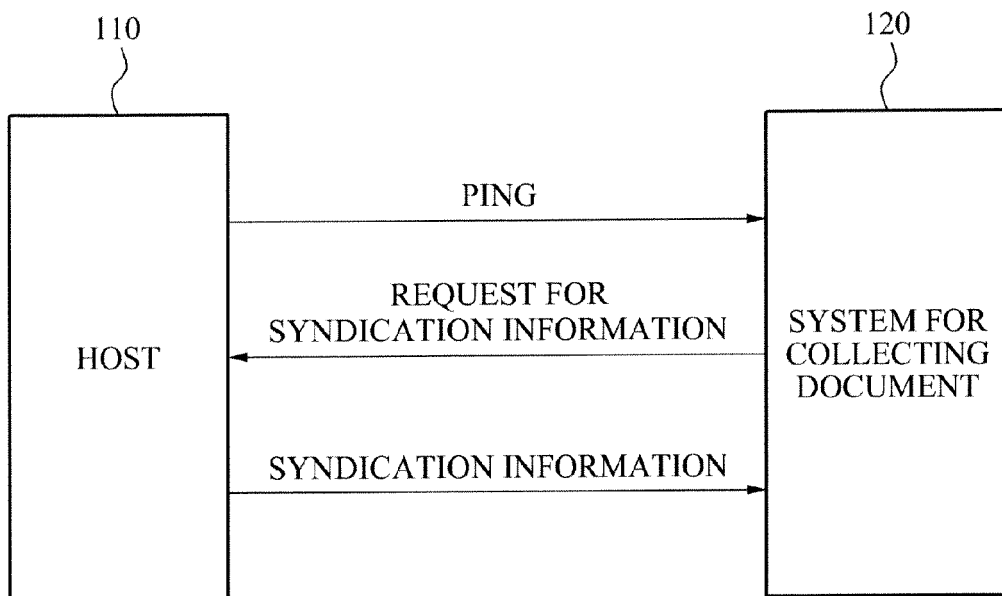 110
120
PING
REQUEST FOR
SYNDICATION INFORMATION
HOST
SYSTEM FOR
COLLECTING
DOCUMENT
SYNDICATION INFORMATION